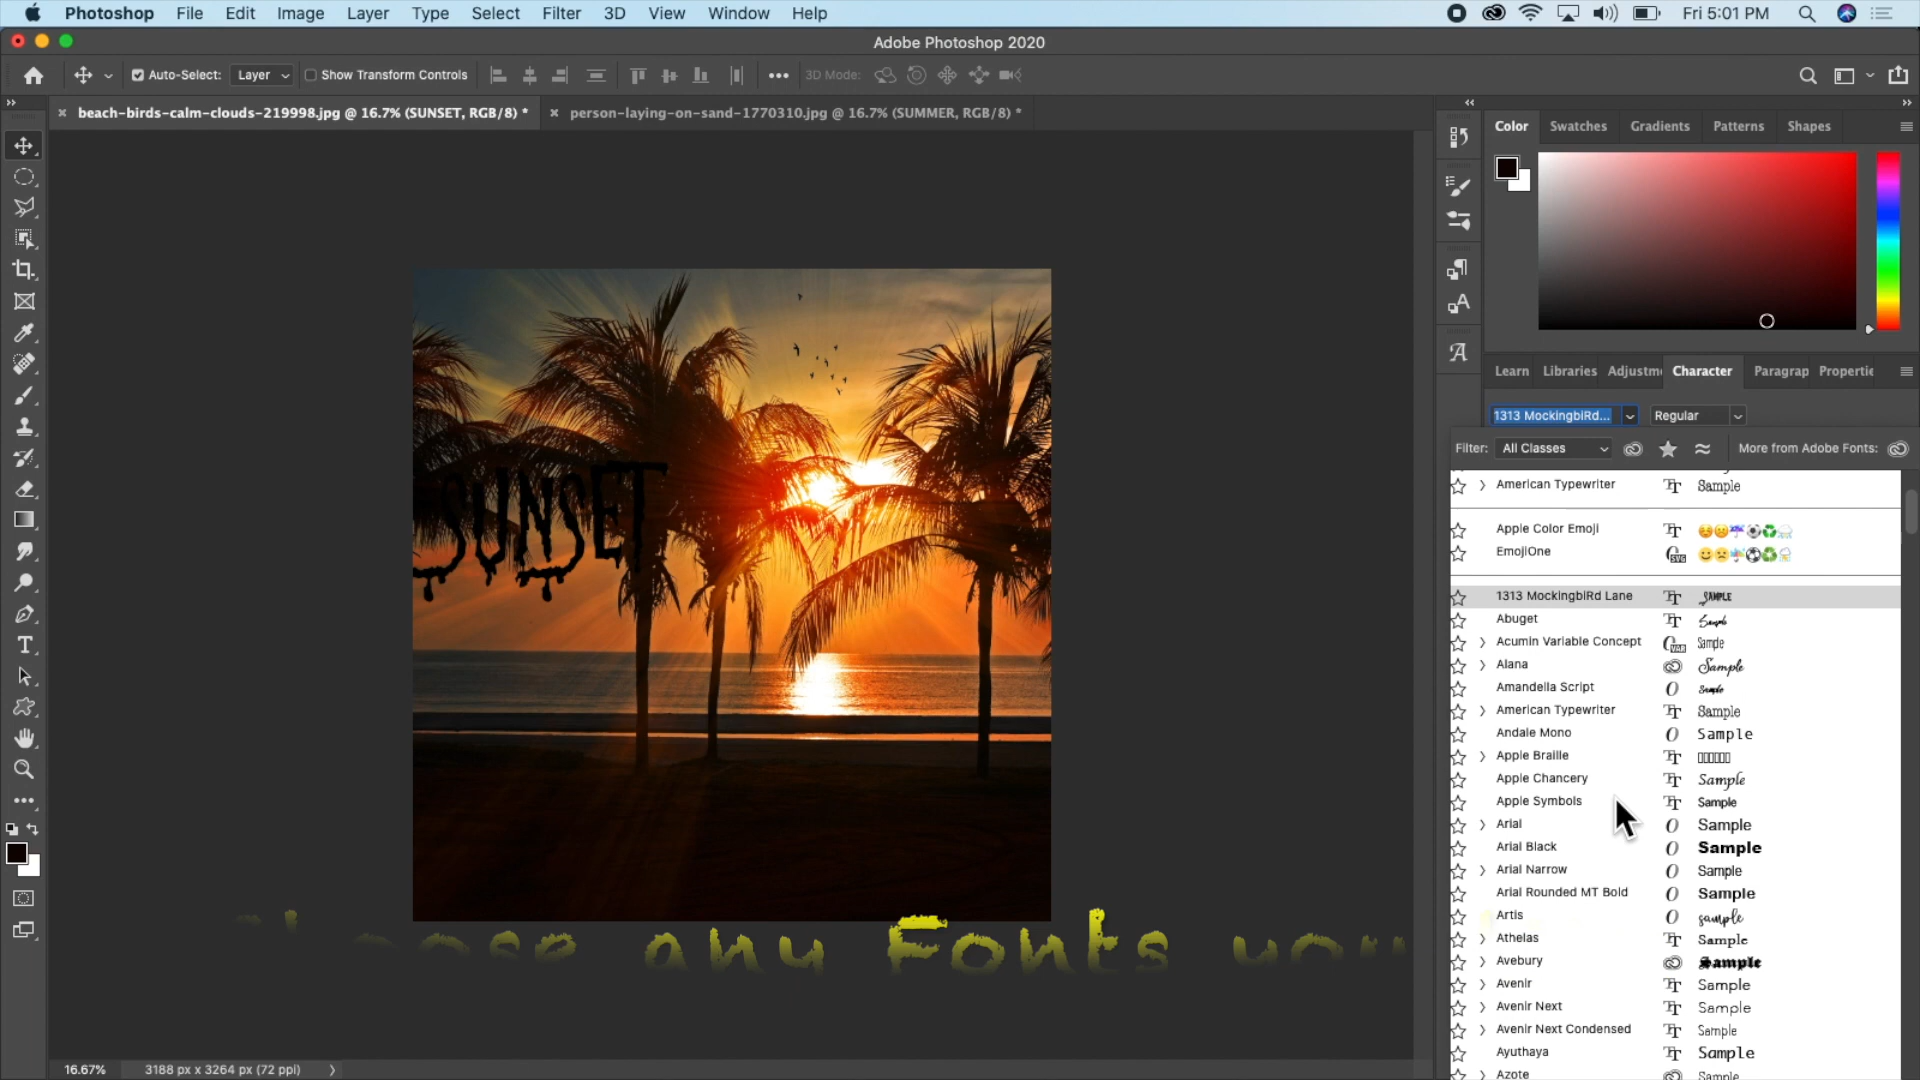 Photoshop File Edit Image Layer Type Select Filter 3D View Window Help Fri 5:01 PM
Adobe Photoshop 2020
Auto-Select: Layer Show Transform Controls 3D Mode:
beach-birds-calm-clouds-219998.jpg @ 16.7% (SUNSET, RGB/8) * person-laying-on-sand-1770310.jpg @ 16.7% (SUMMER, RGB/8) *
Color Swatches Gradients Patterns Shapes
Learn Libraries Adjustm Character Paragrap Propertie
1313 MockingbiRd... Regular
Filter: All Classes More from Adobe Fonts:
American Typewriter Sample
Apple Color Emoji
EmojiOne
1313 MockingbiRd Lane SAMPLE
Abuget Sample
Acumin Variable Concept Sample
Alana Sample
Amandella Script Sample
American Typewriter Sample
Andale Mono Sample
Apple Braille
Apple Chancery Sample
Apple Symbols Sample
Arial Sample
Arial Black Sample
Arial Narrow Sample
Arial Rounded MT Bold Sample
Artis sample
Athelas Sample
Avebury Sample
Avenir Sample
Avenir Next Sample
Avenir Next Condensed Sample
Ayuthaya Sample
Azote Sample
SUNSET
any Fonts you
16.67% 3188 px x 3264 px (72 ppi)